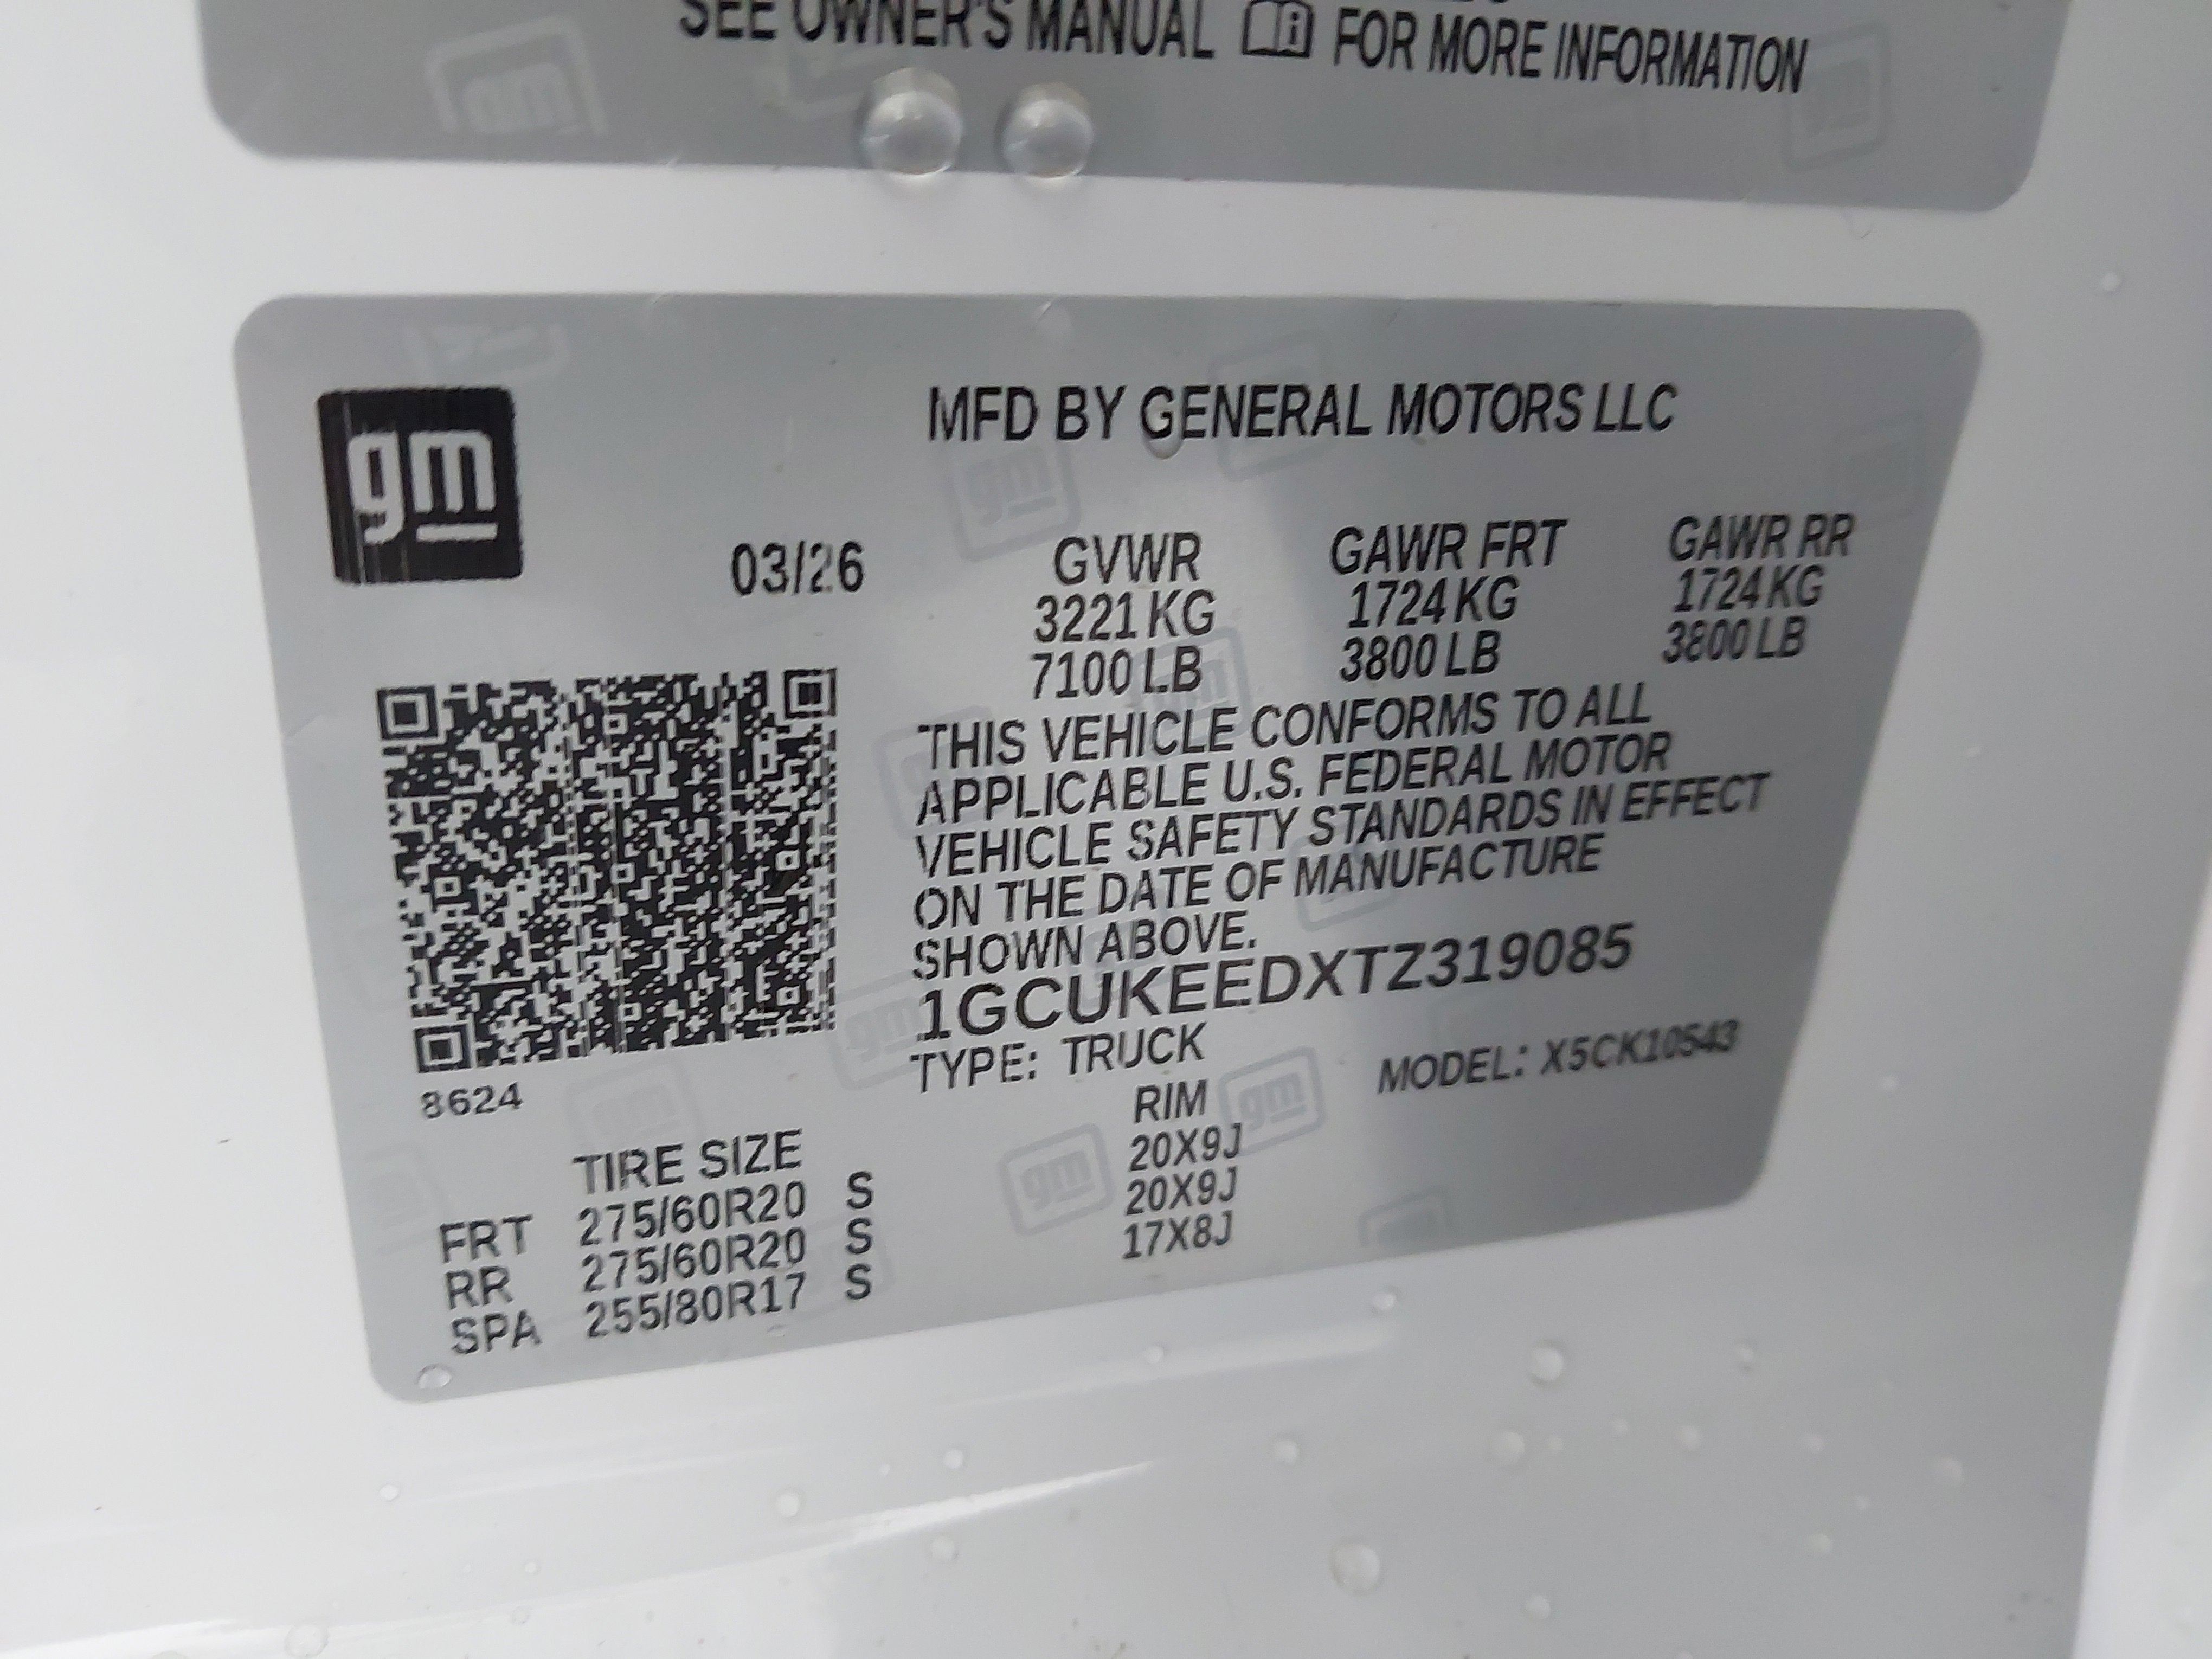 SEE OWNER'S MANUAL FOR MORE INFORMATION
gm
MFD BY GENERAL MOTORS LLC
03/26 GVWR GAWR FRT GAWR RR
3221 KG 1724 KG 1724 KG
7100 LB 3800 LB 3800 LB
THIS VEHICLE CONFORMS TO ALL
APPLICABLE U.S. FEDERAL MOTOR
VEHICLE SAFETY STANDARDS IN EFFECT
ON THE DATE OF MANUFACTURE
SHOWN ABOVE.
1GCUKEEDXTZ319085
TYPE: TRUCK MODEL: X5CK10543
8624
TIRE SIZE RIM
FRT 275/60R20 S 20X9J
RR 275/60R20 S 20X9J
SPA 255/80R17 S 17X8J